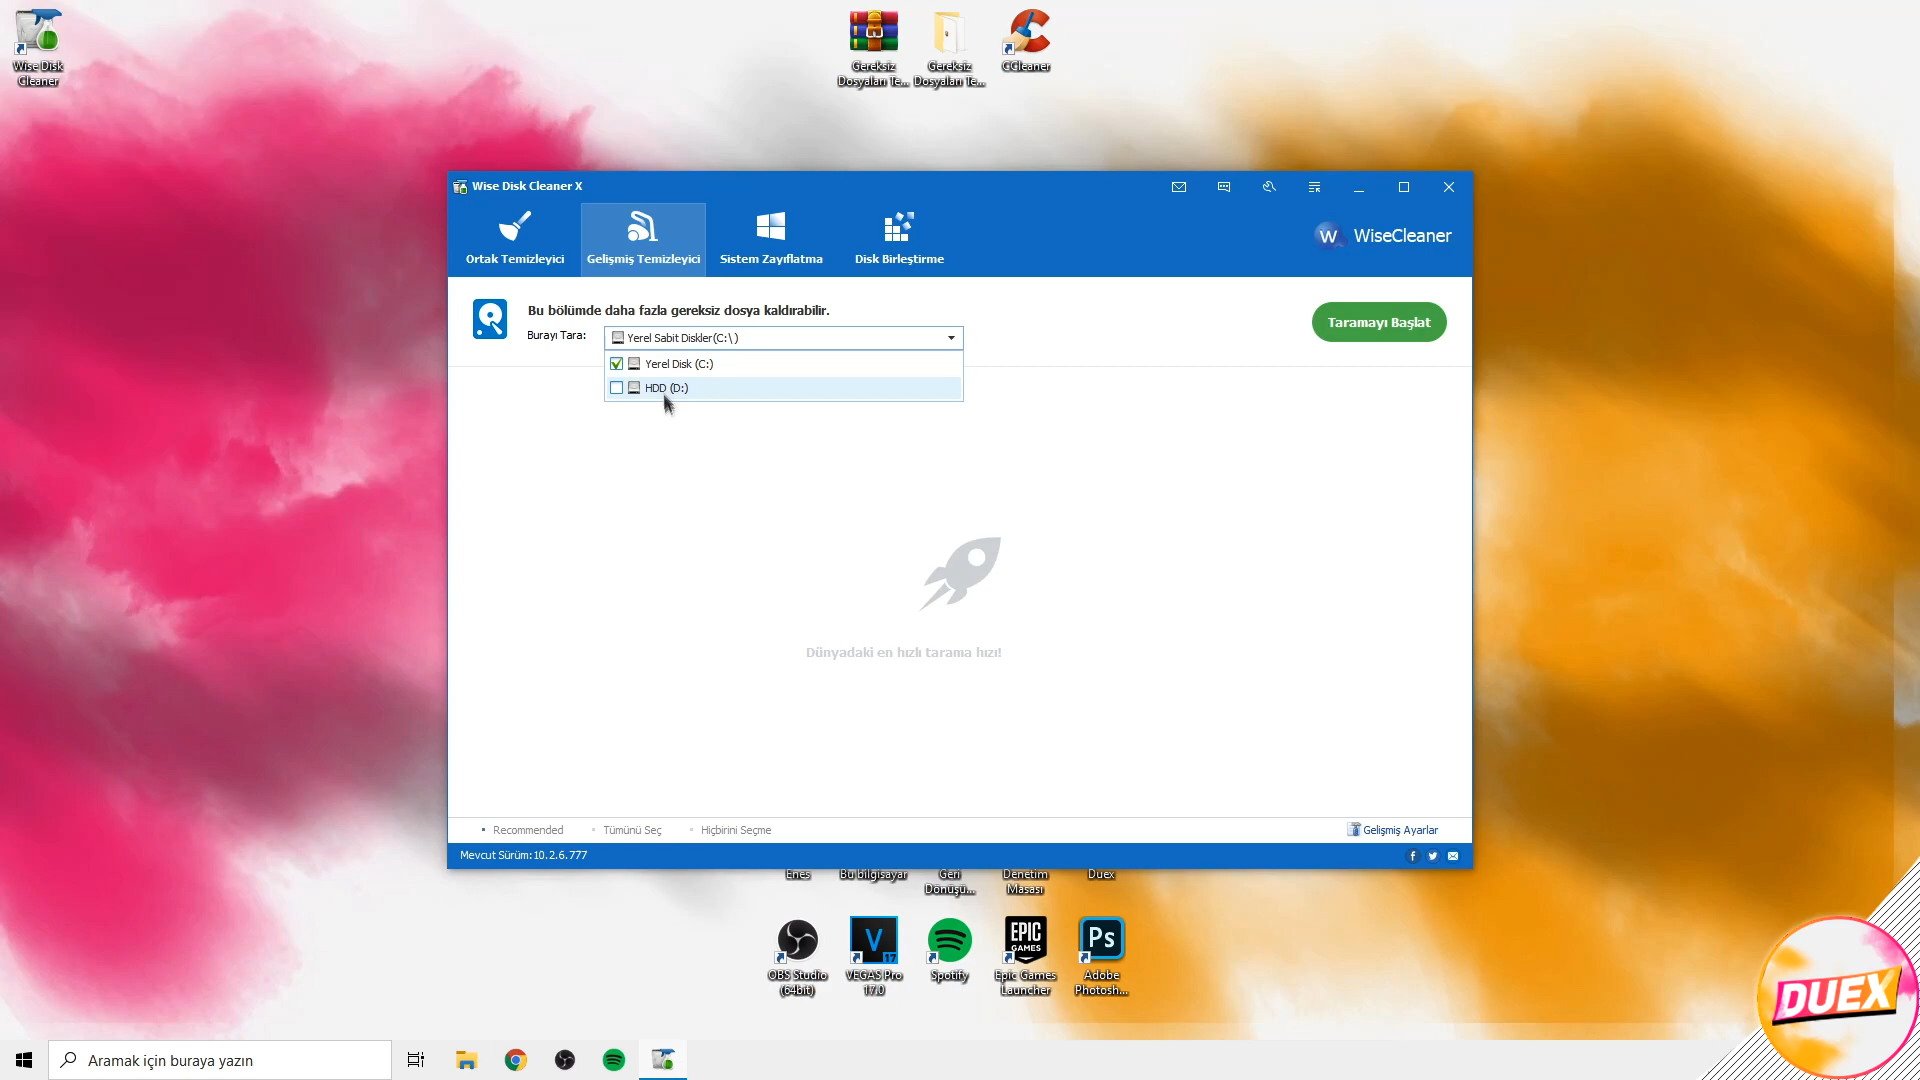 Wise Disk
Cleaner
Gereksiz
Dosyaları Te...
Gereksiz
Dosyaları Te...
CCleaner
Wise Disk Cleaner X
Ortak Temizleyici
Gelişmiş Temizleyici
Sistem Zayıflatma
Disk Birleştirme
W WiseCleaner
Bu bölümde daha fazla gereksiz dosya kaldırabilir.
Burayı Tara:
Yerel Sabit Diskler(C:\)
Taramayı Başlat
Yerel Disk (C:)
HDD (D:)
Dünyadaki en hızlı tarama hızı!
Recommended
Tümünü Seç
Hiçbirini Seçme
Gelişmiş Ayarlar
Mevcut Sürüm:10.2.6.777
Enes
Bu bilgisayar
Geri
Dönüşü...
Denetim
Masası
Duex
V
17
EPIC
GAMES
Ps
OBS Studio
(64bit)
VEGAS Pro
17.0
Spotify
Epic Games
Launcher
Adobe
Photosh...
DUEX
Aramak için buraya yazın